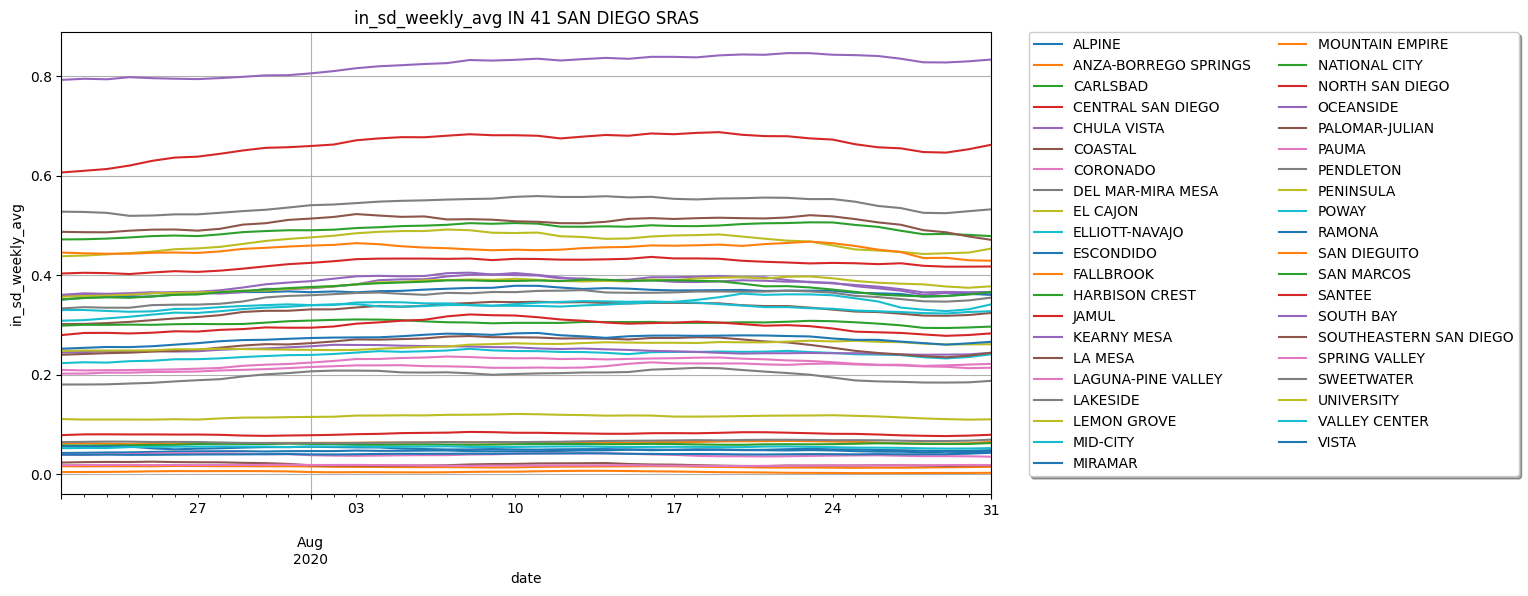 in_sd_weekly_avg IN 41 SAN DIEGO SRAS
in_sd_weekly_avg
0.8
0.6
0.4
0.2
0.0
27
03
10
17
24
31
Aug
2020
date
ALPINE
ANZA-BORREGO SPRINGS
CARLSBAD
CENTRAL SAN DIEGO
CHULA VISTA
COASTAL
CORONADO
DEL MAR-MIRA MESA
EL CAJON
ELLIOTT-NAVAJO
ESCONDIDO
FALLBROOK
HARBISON CREST
JAMUL
KEARNY MESA
LA MESA
LAGUNA-PINE VALLEY
LAKESIDE
LEMON GROVE
MID-CITY
MIRAMAR
MOUNTAIN EMPIRE
NATIONAL CITY
NORTH SAN DIEGO
OCEANSIDE
PALOMAR-JULIAN
PAUMA
PENDLETON
PENINSULA
POWAY
RAMONA
SAN DIEGUITO
SAN MARCOS
SANTEE
SOUTH BAY
SOUTHEASTERN SAN DIEGO
SPRING VALLEY
SWEETWATER
UNIVERSITY
VALLEY CENTER
VISTA